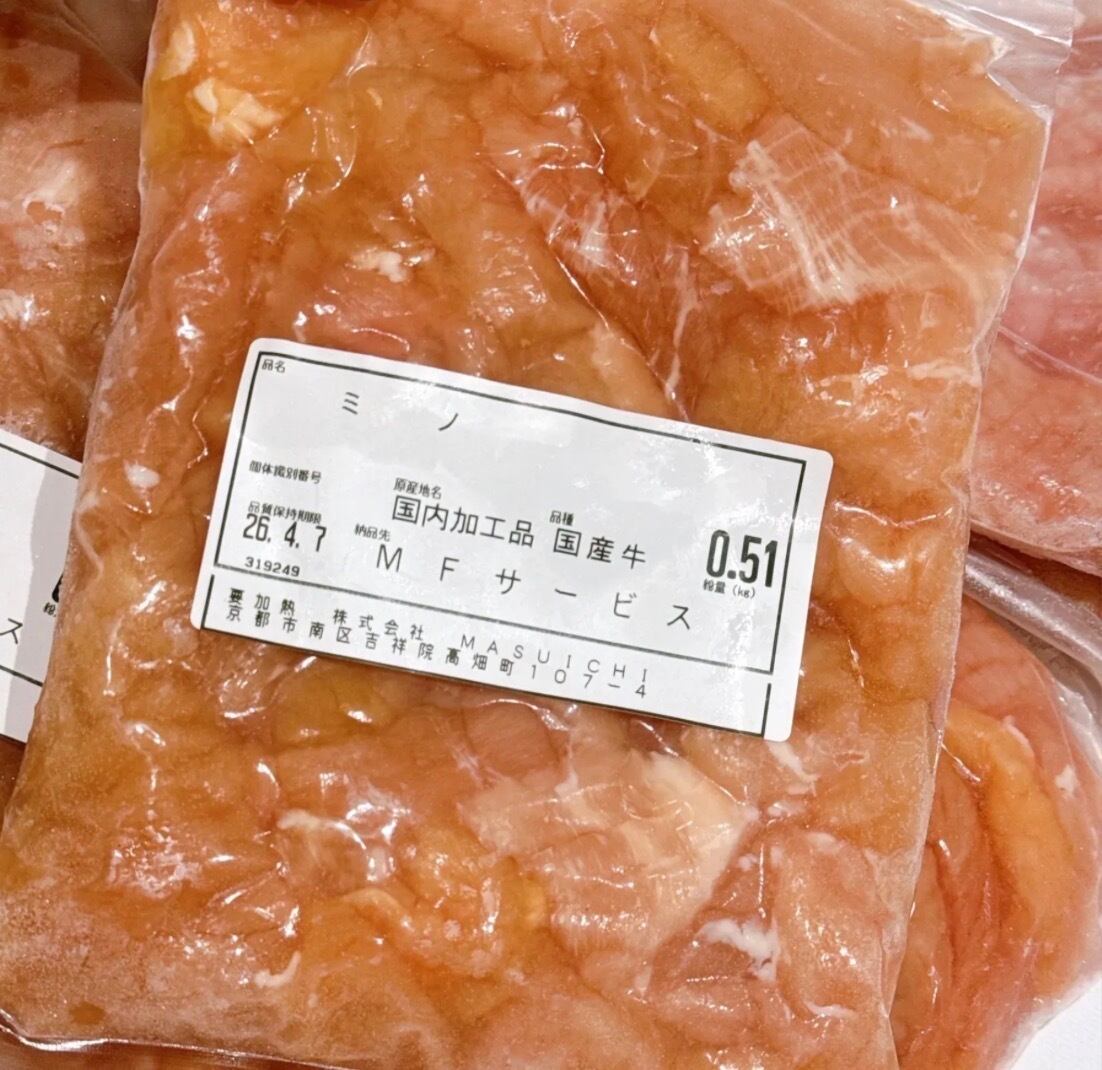 品名
ミノ
個体識別番号
原産地名
国内加工品
品種
国産牛
品質保持期限
26.4.7
納品先
MFサービス
0.51
総量(kg)
319249
要加熱 株式会社 MASUICHI
京都市南区吉祥院高畑町107-4
ス